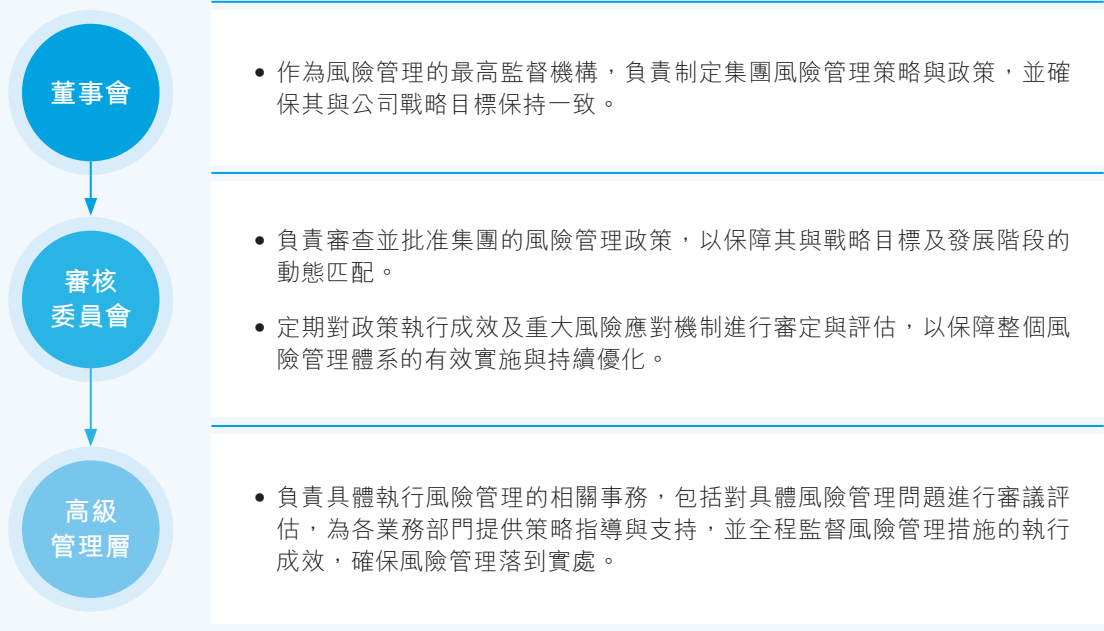 董事會
• 作為風險管理的最高監督機構，負責制定集團風險管理策略與政策，並確
保其與公司戰略目標保持一致。
審核
委員會
• 負責審查並批准集團的風險管理政策，以保障其與戰略目標及發展階段的
動態匹配。
• 定期對政策執行成效及重大風險應對機制進行審定與評估，以保障整個風
險管理體系的有效實施與持續優化。
高級
管理層
• 負責具體執行風險管理的相關事務，包括對具體風險管理問題進行審議評
估，為各業務部門提供策略指導與支持，並全程監督風險管理措施的執行
成效，確保風險管理落到實處。